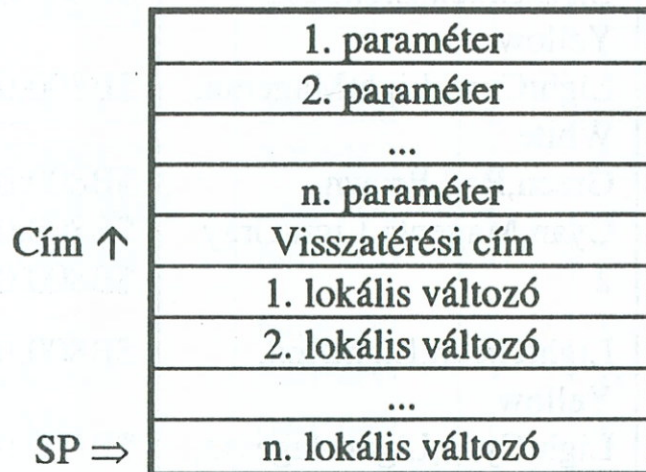 1. paraméter
2. paraméter
...
n. paraméter
Cím ↑ Visszatérési cím
1. lokális változó
2. lokális változó
...
SP ⇒ n. lokális változó